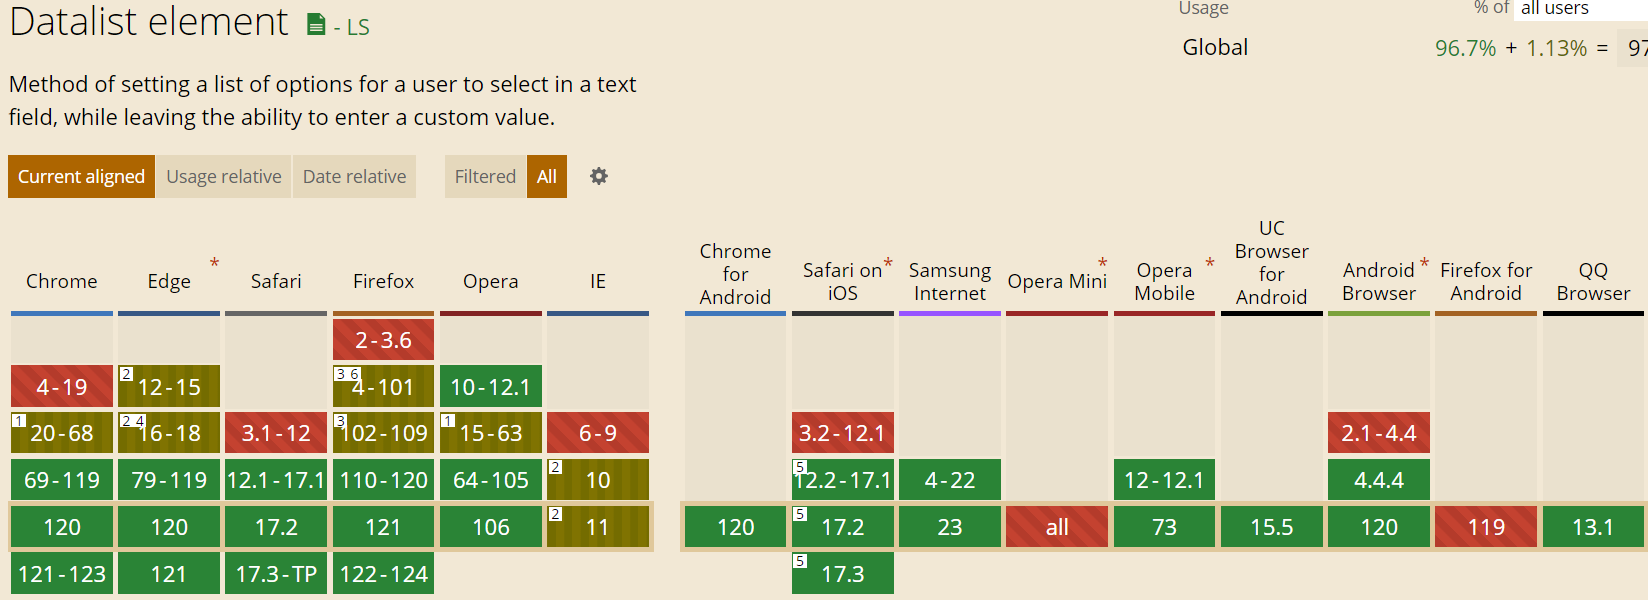 Datalist element - LS
Usage % of all users
Global 96.7% + 1.13% = 97
Method of setting a list of options for a user to select in a text
field, while leaving the ability to enter a custom value.
Current aligned Usage relative Date relative Filtered All
Chrome Edge * Safari Firefox Opera IE Chrome for Android Safari on iOS * Samsung Internet Opera Mini * Opera Mobile * UC Browser for Android Android Browser * Firefox for Android QQ Browser
2-3.6
4-19 2 12-15 3 6 4-101 10-12.1
1 20-68 2 4 16-18 3.1-12 3 102-109 1 15-63 6-9 3.2-12.1 2.1-4.4
69-119 79-119 12.1-17.1 110-120 64-105 2 10 5 12.2-17.1 4-22 12-12.1 4.4.4
120 120 17.2 121 106 2 11 120 5 17.2 23 all 73 15.5 120 119 13.1
121-123 121 17.3-TP 122-124 5 17.3